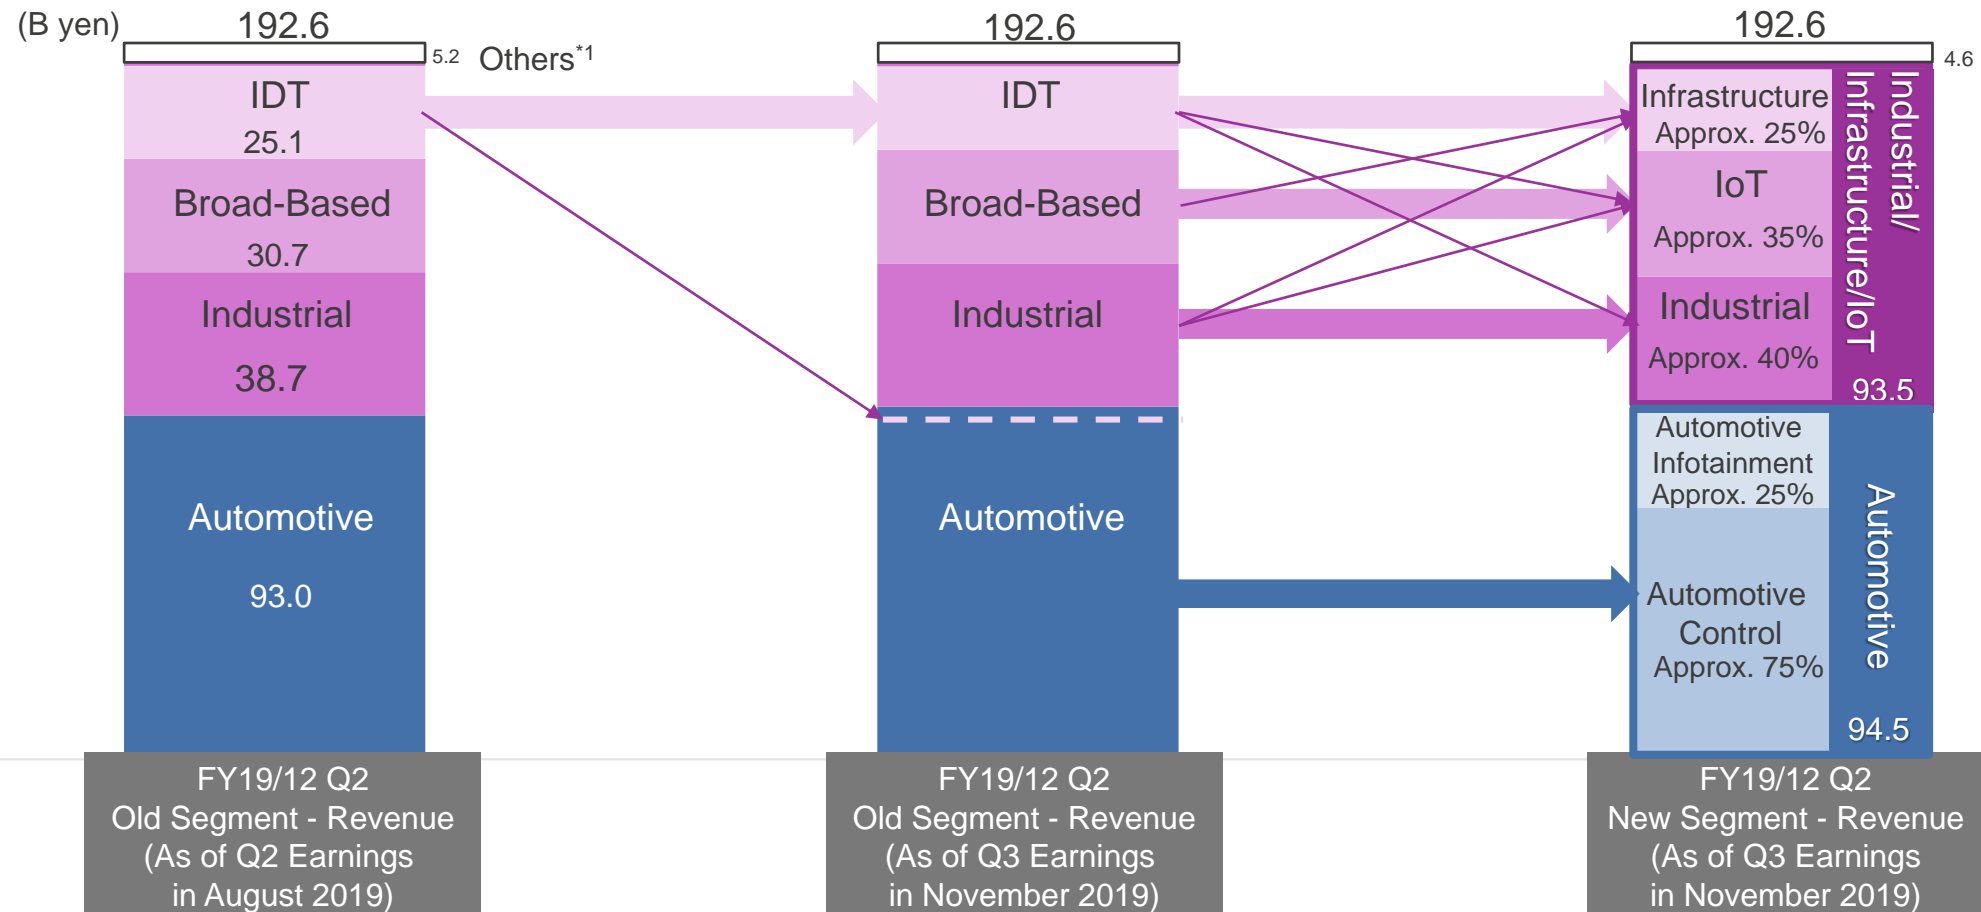 (B yen)
192.6
5.2 Others*1
IDT
25.1
Broad-Based
30.7
Industrial
38.7
Automotive
93.0
FY19/12 Q2
Old Segment - Revenue
(As of Q2 Earnings
in August 2019)
192.6
IDT
Broad-Based
Industrial
Automotive
FY19/12 Q2
Old Segment - Revenue
(As of Q3 Earnings
in November 2019)
192.6
4.6
Infrastructure
Approx. 25%
IoT
Approx. 35%
Industrial
Approx. 40%
Industrial/
Infrastructure/IoT
93.5
Automotive
Infotainment
Approx. 25%
Automotive
Control
Approx. 75%
Automotive
94.5
FY19/12 Q2
New Segment - Revenue
(As of Q3 Earnings
in November 2019)